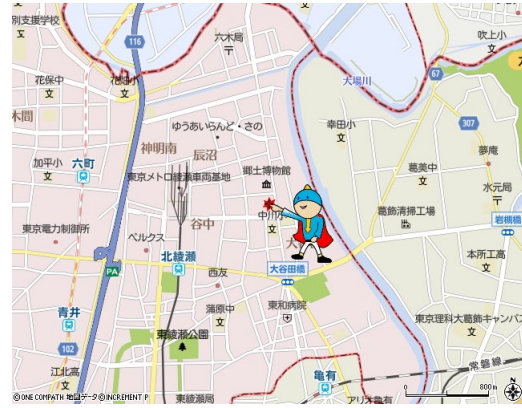 別支援学校
116
六木局
吹上小
花保中
花畑小
大場川
67
木間
ゆうあいらんど・さの
幸田小
307
加平小
神明南
辰沼
郷土博物館
葛美中
夢庵
六町
東京メトロ綾瀬車両基地
水元局
谷中
中川小
葛飾清掃工場
岩槻橋
東京電力制御所
ベルクス
大
北綾瀬
大谷田橋
本所工高
PA
西友
蒲原中
東和病院
青井
東綾瀬公園
東京理科大葛飾キャンパス
102
常磐線
江北高
亀有
東綾瀬局
アリオ亀有
0
800m
©ONE COMPATH 地図データ©INCREMENT P